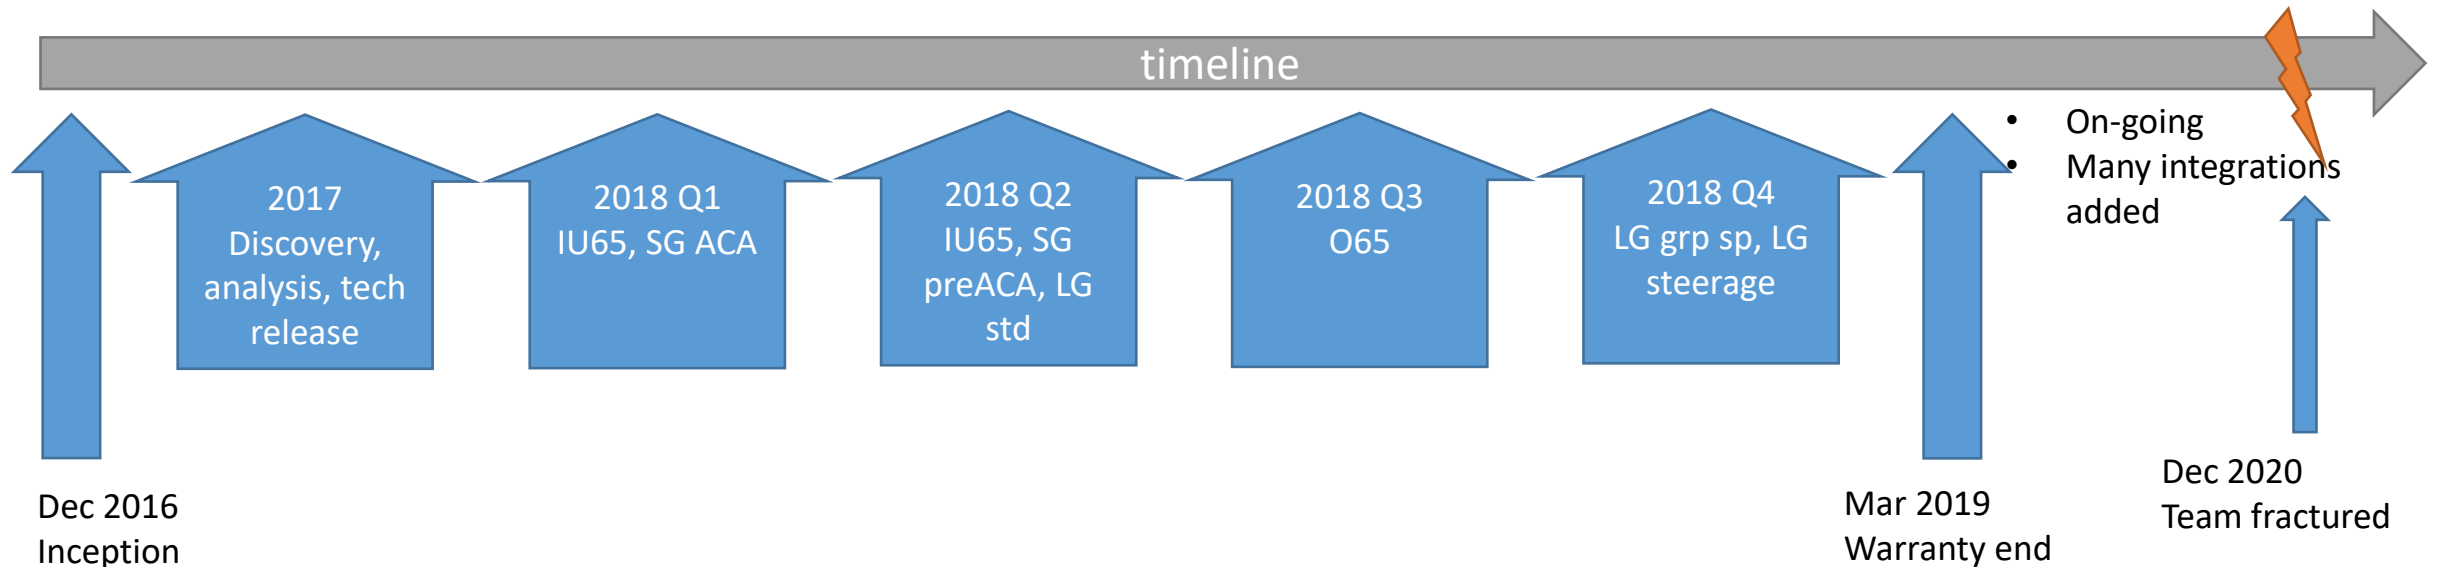 timeline
2017
Discovery,
analysis, tech
release
2018 Q1
IU65, SG ACA
2018 Q2
IU65, SG
preACA, LG
std
2018 Q3
O65
2018 Q4
LG grp sp, LG
steerage
• On-going
• Many integrations
added
Dec 2016
Inception
Mar 2019
Warranty end
Dec 2020
Team fractured